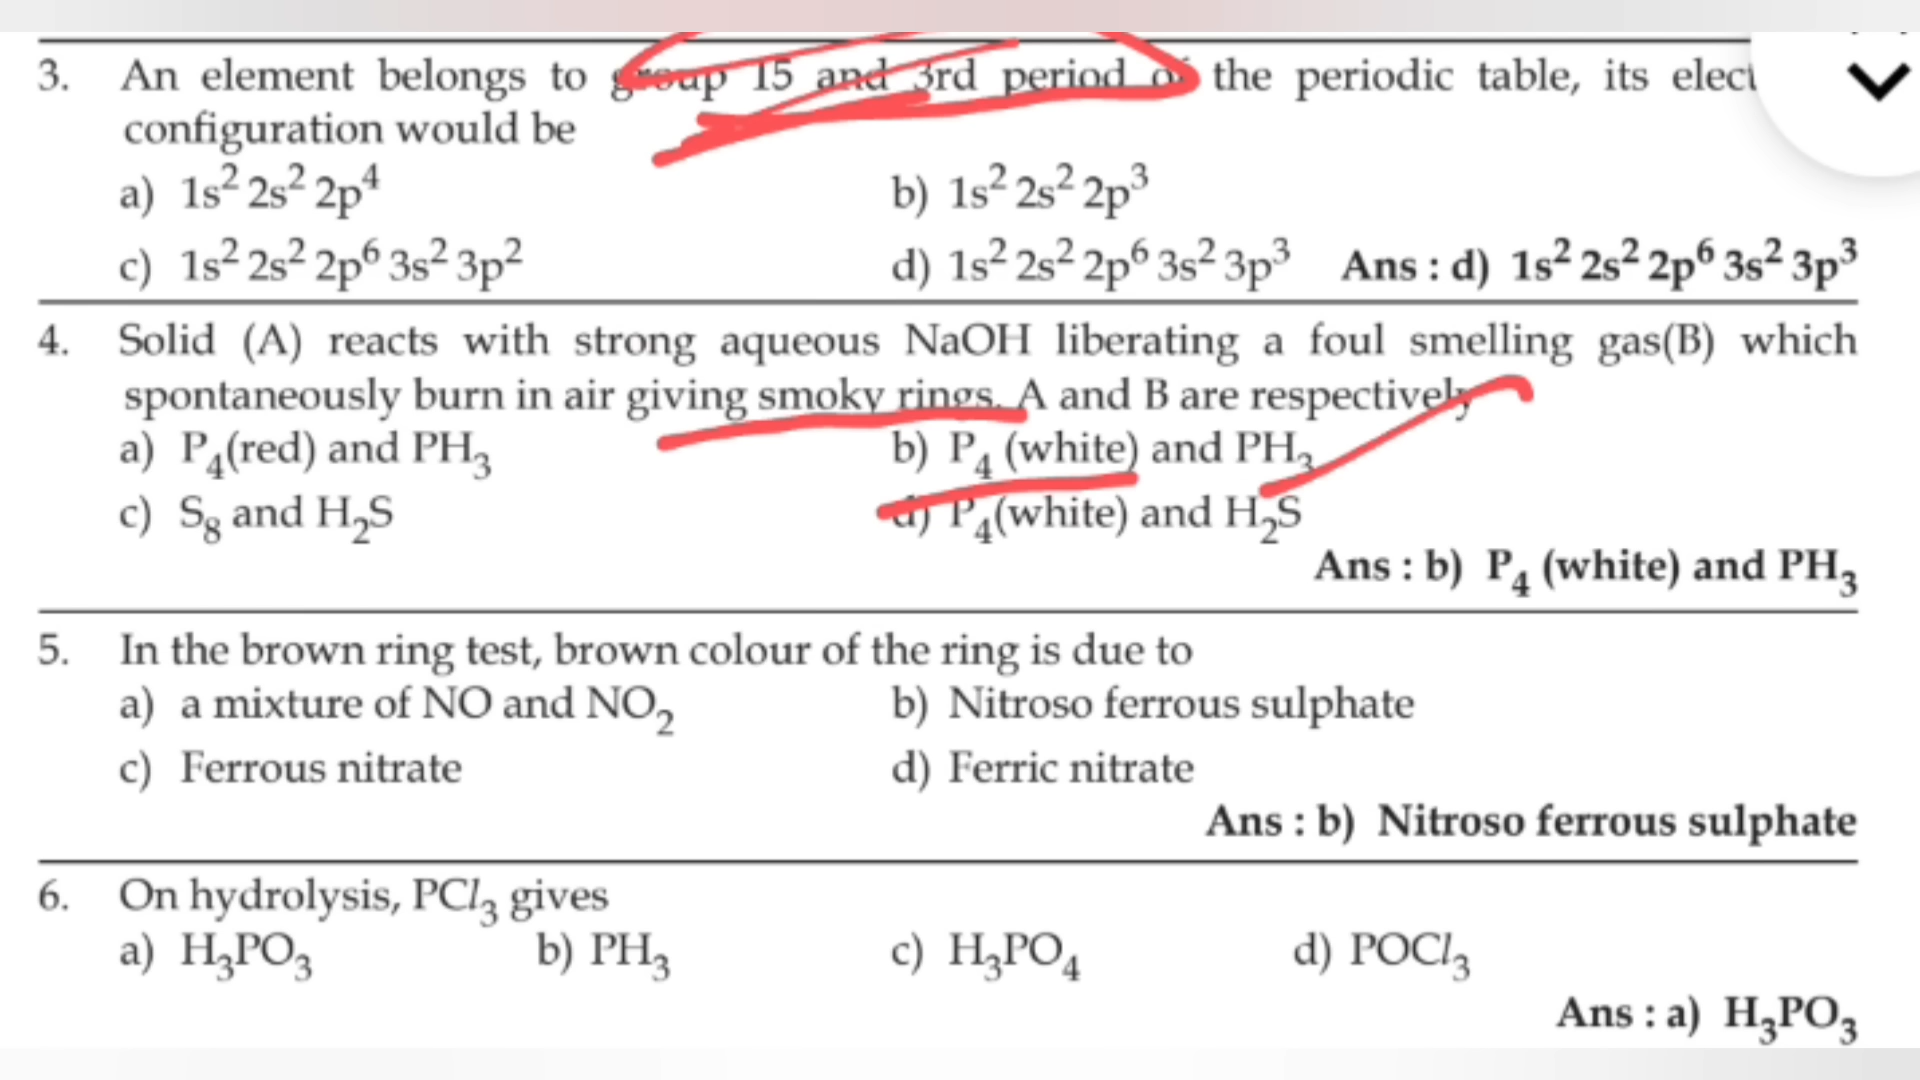 3. An element belongs to group 15 and 3rd period of the periodic table, its elect
configuration would be
a) 1s² 2s² 2p⁴ b) 1s² 2s² 2p³
c) 1s² 2s² 2p⁶ 3s² 3p² d) 1s² 2s² 2p⁶ 3s² 3p³ Ans : d) 1s² 2s² 2p⁶ 3s² 3p³
4. Solid (A) reacts with strong aqueous NaOH liberating a foul smelling gas(B) which
spontaneously burn in air giving smoky rings. A and B are respectively
a) P₄(red) and PH₃ b) P₄ (white) and PH₃
c) S₈ and H₂S d) P₄(white) and H₂S
Ans : b) P₄ (white) and PH₃
5. In the brown ring test, brown colour of the ring is due to
a) a mixture of NO and NO₂ b) Nitroso ferrous sulphate
c) Ferrous nitrate d) Ferric nitrate
Ans : b) Nitroso ferrous sulphate
6. On hydrolysis, PCl₃ gives
a) H₃PO₃ b) PH₃ c) H₃PO₄ d) POCl₃
Ans : a) H₃PO₃